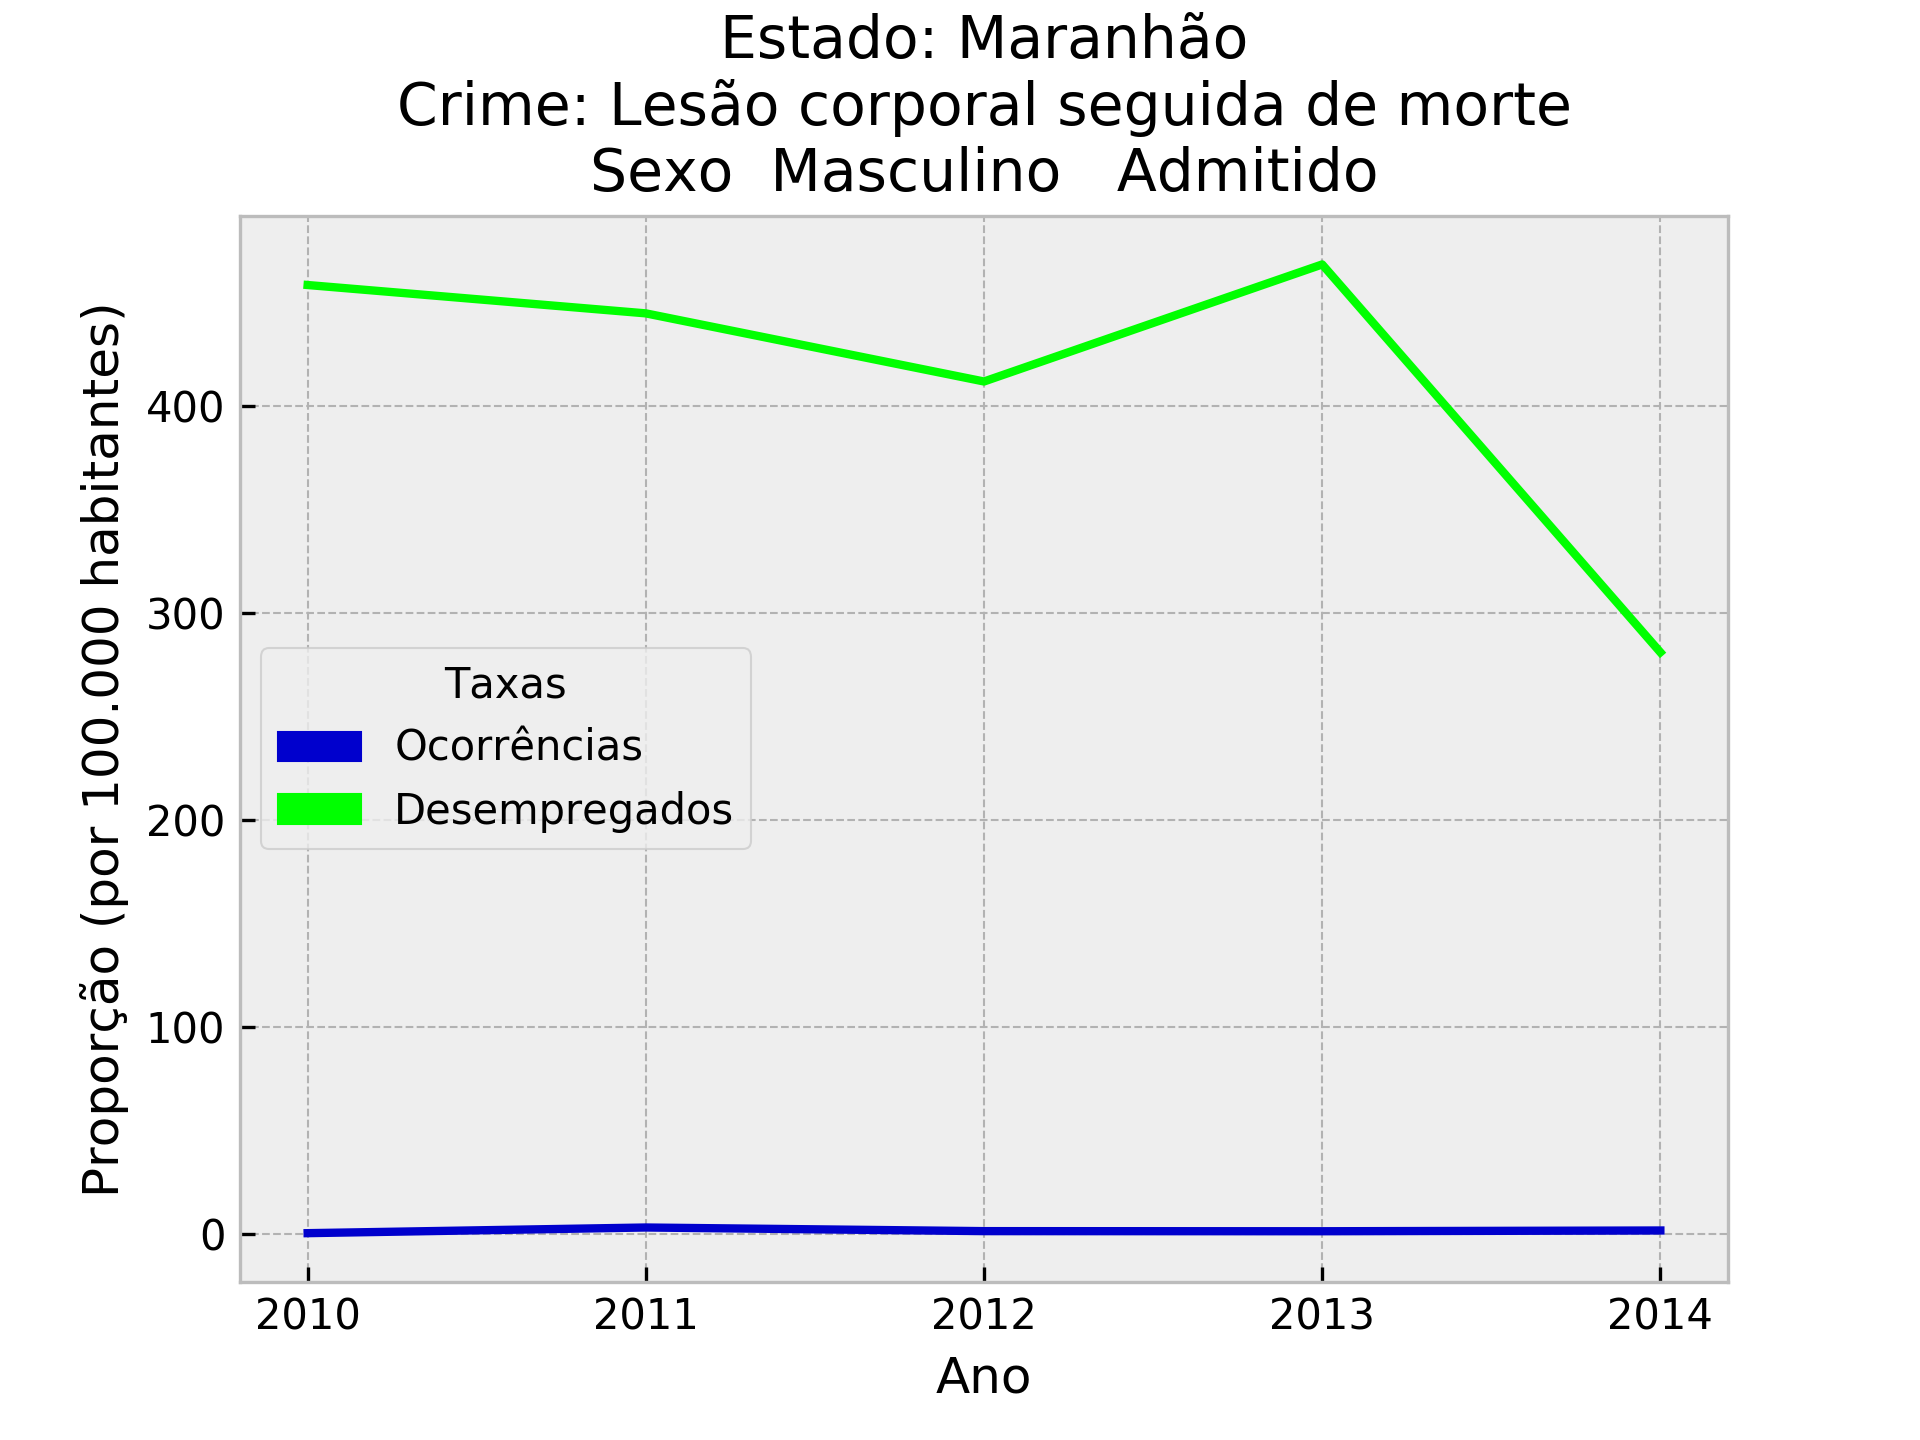 Estado: Maranhão
Crime: Lesão corporal seguida de morte
Sexo  Masculino   Admitido
Proporção (por 100.000 habitantes)
400
300
200
100
0
Taxas
Ocorrências
Desempregados
2010 2011 2012 2013 2014
Ano